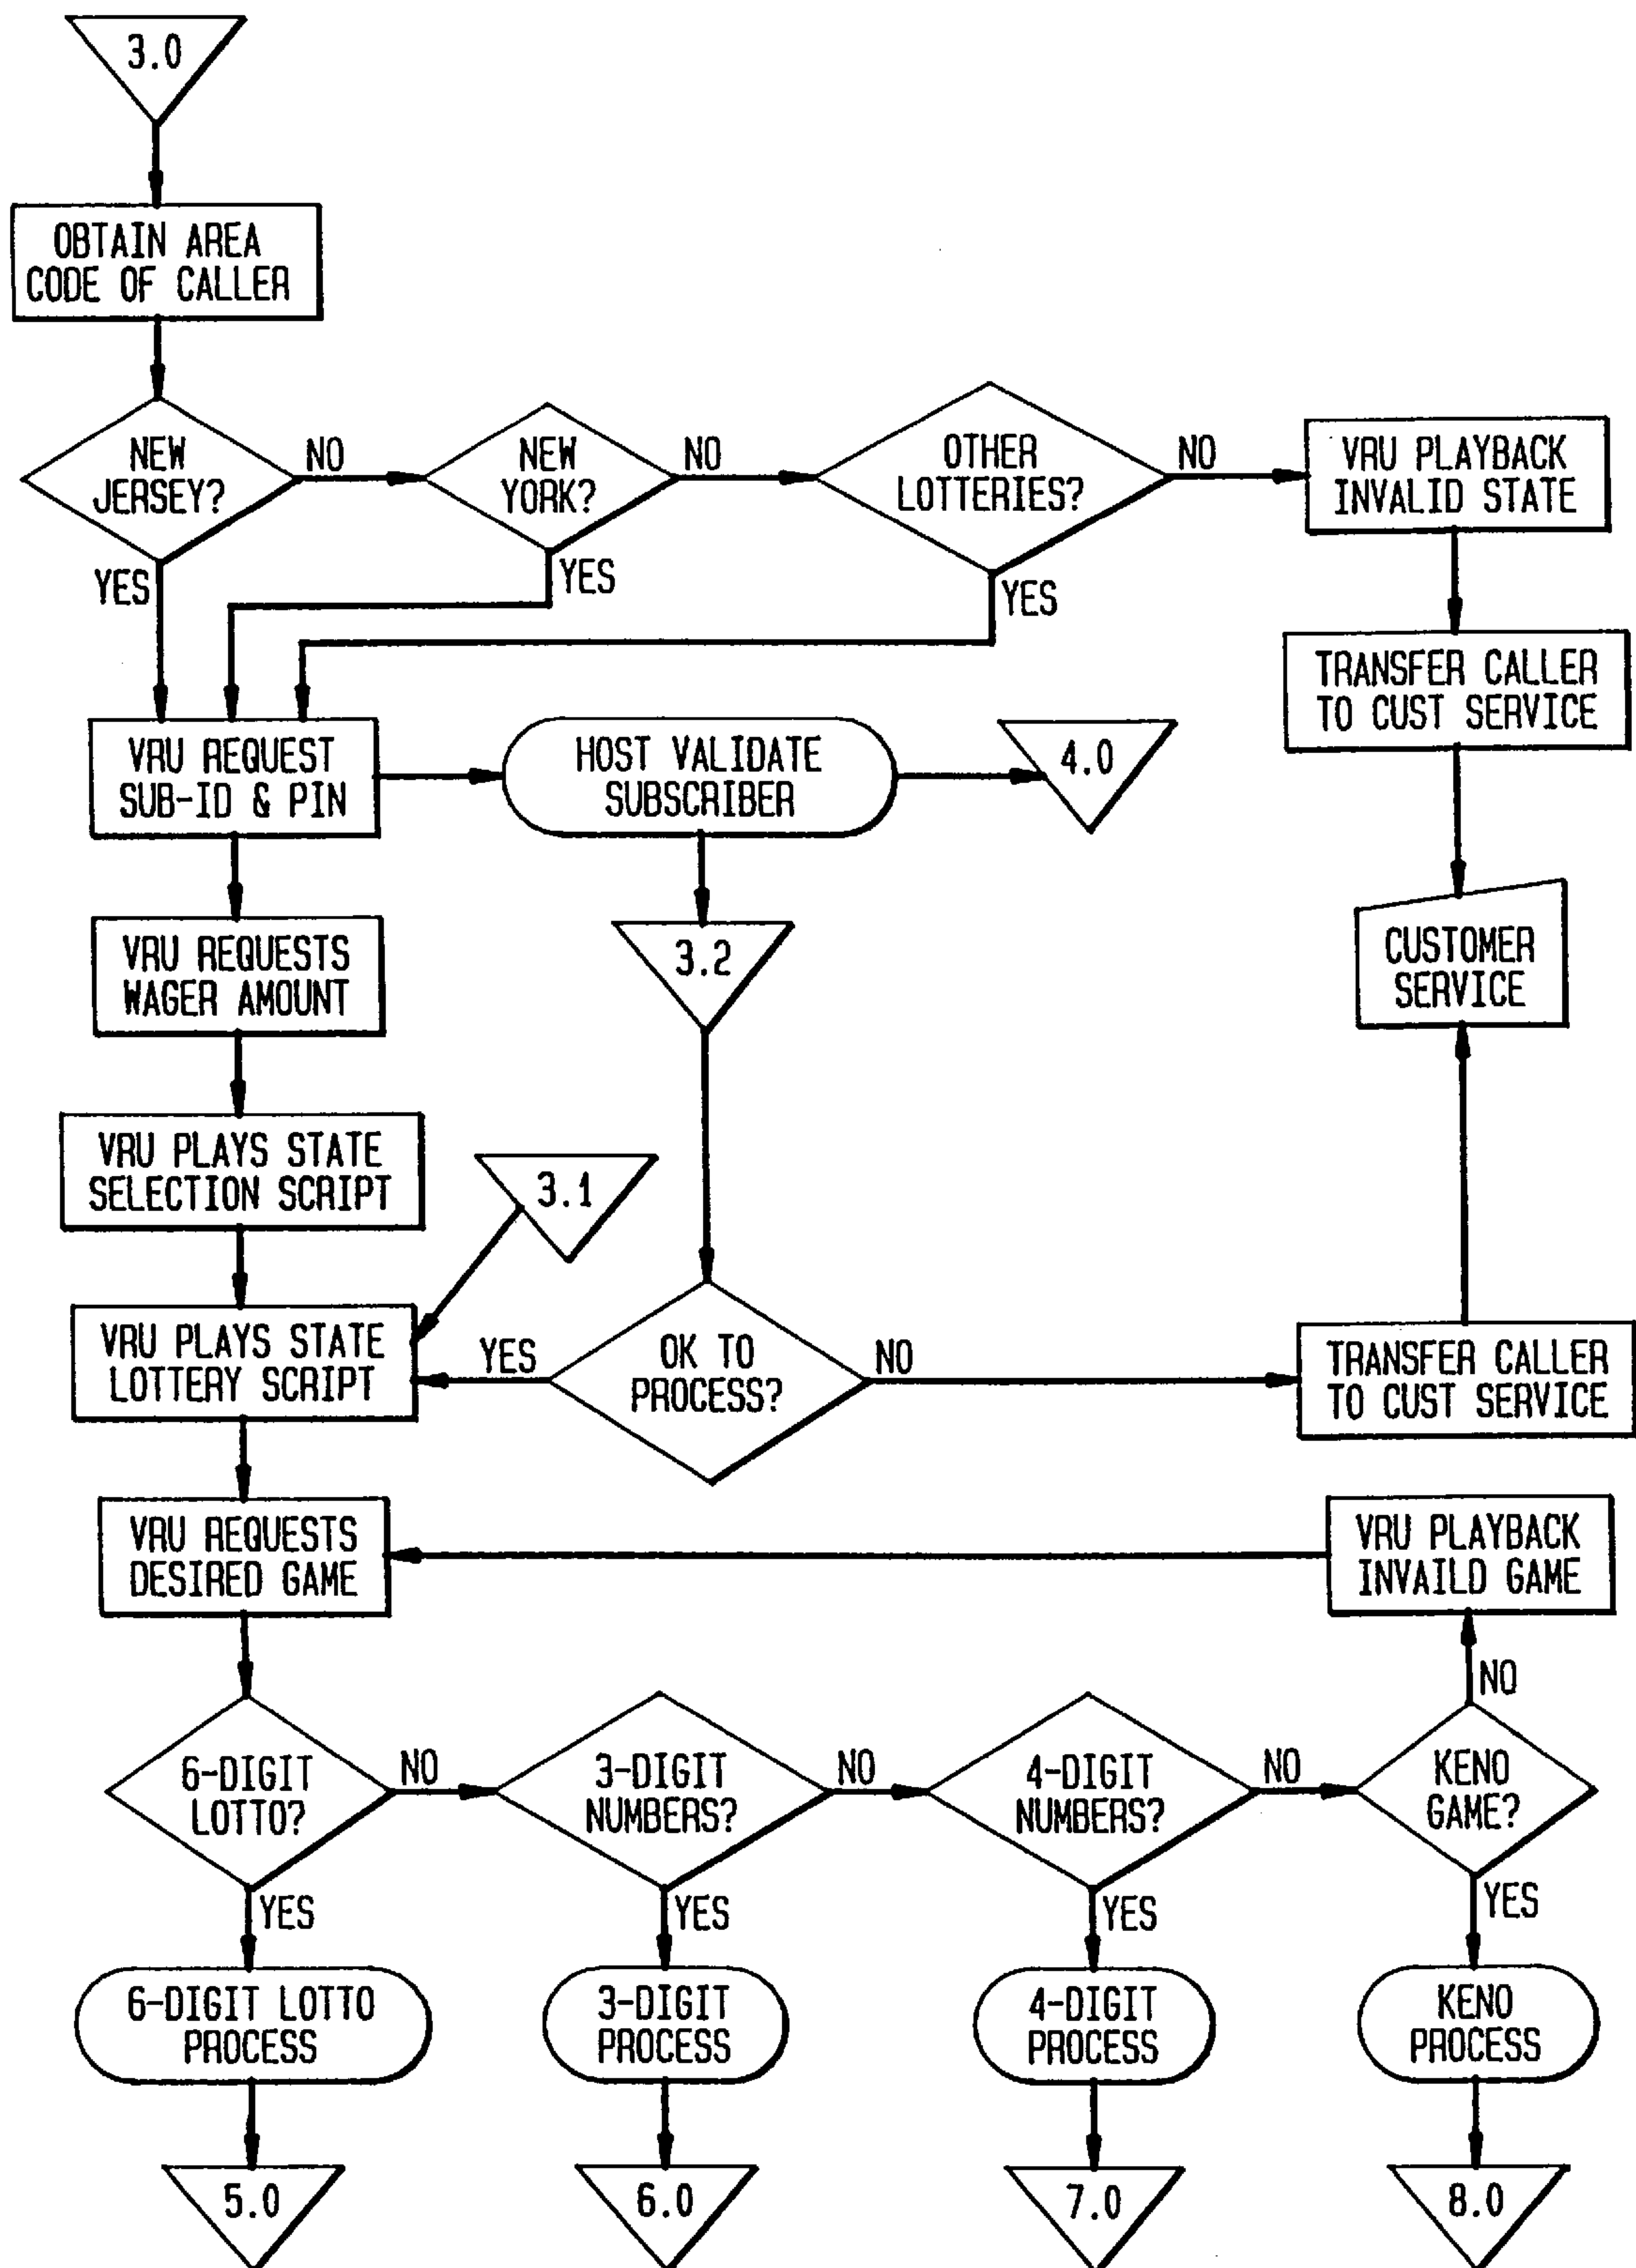 3.0
OBTAIN AREA
CODE OF CALLER
NEW
JERSEY?
NO
NEW
YORK?
NO
OTHER
LOTTERIES?
NO
VRU PLAYBACK
INVALID STATE
YES
YES
YES
TRANSFER CALLER
TO CUST SERVICE
VRU REQUEST
SUB-ID & PIN
HOST VALIDATE
SUBSCRIBER
4.0
VRU REQUESTS
WAGER AMOUNT
3.2
CUSTOMER
SERVICE
VRU PLAYS STATE
SELECTION SCRIPT
3.1
VRU PLAYS STATE
LOTTERY SCRIPT
YES
OK TO
PROCESS?
NO
TRANSFER CALLER
TO CUST SERVICE
VRU REQUESTS
DESIRED GAME
VRU PLAYBACK
INVAILD GAME
NO
6-DIGIT
LOTTO?
NO
3-DIGIT
NUMBERS?
NO
4-DIGIT
NUMBERS?
NO
KENO
GAME?
YES
YES
YES
YES
6-DIGIT LOTTO
PROCESS
3-DIGIT
PROCESS
4-DIGIT
PROCESS
KENO
PROCESS
5.0
6.0
7.0
8.0